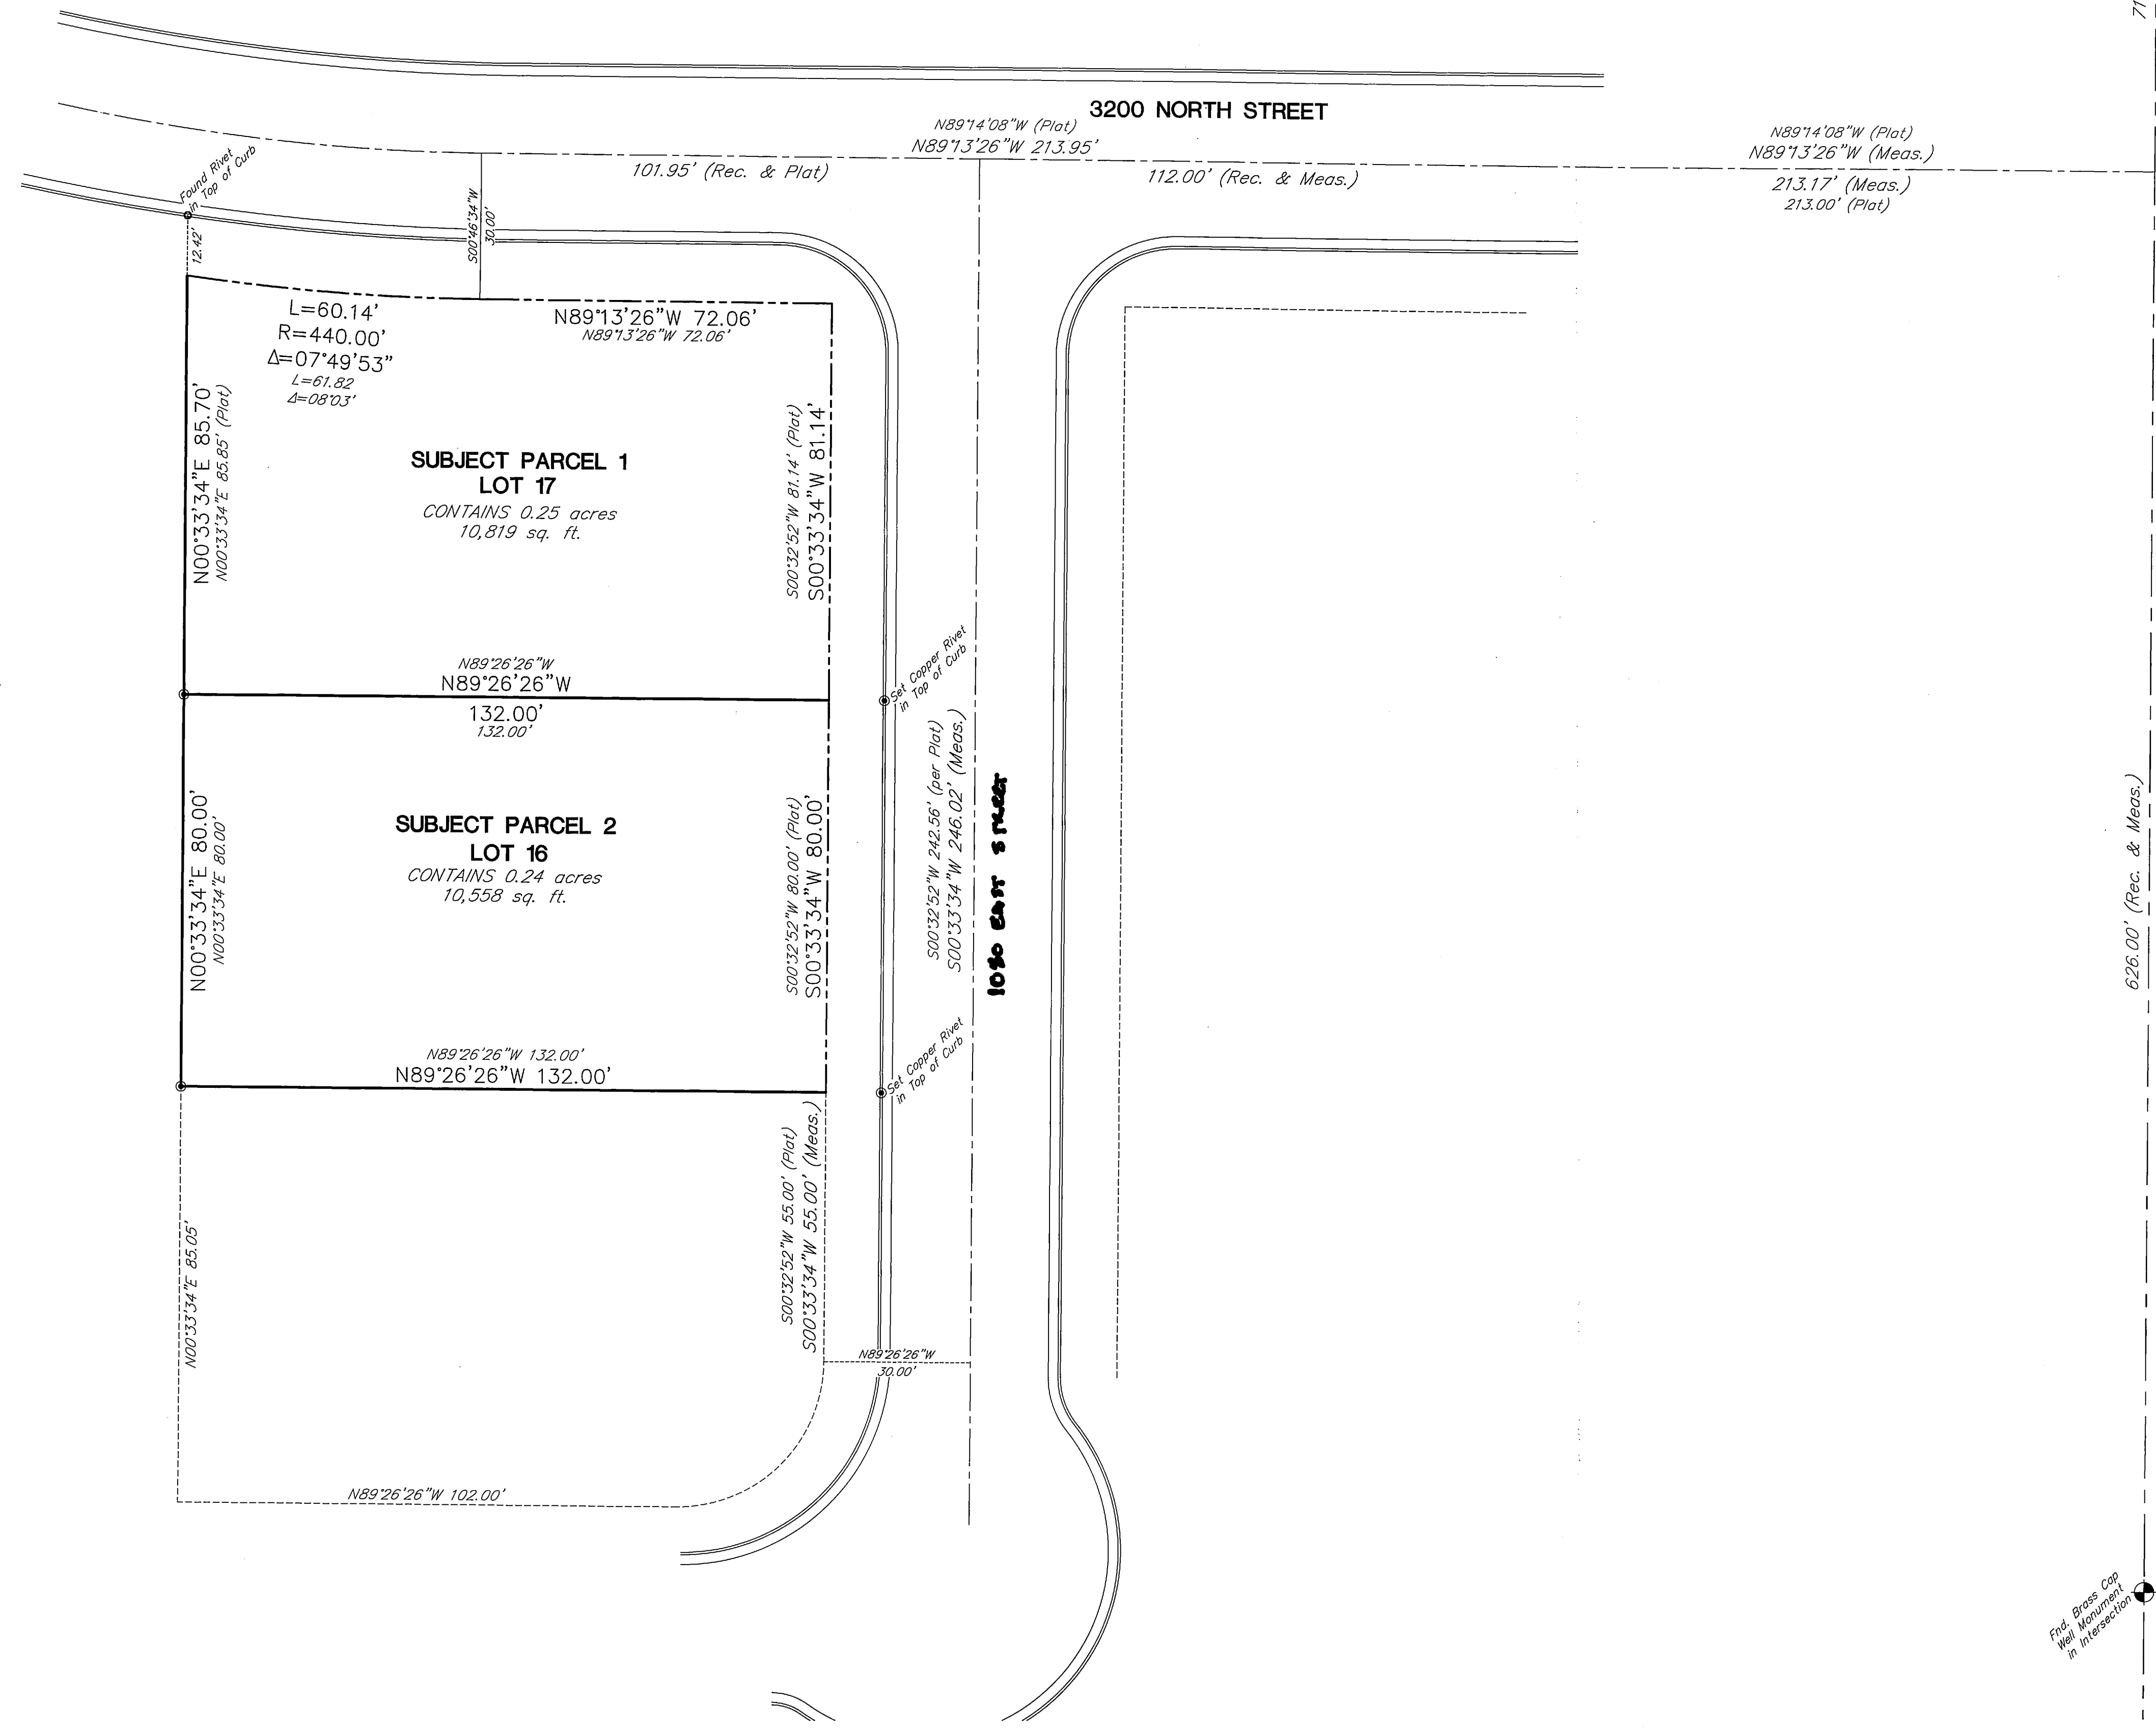 71
3200 NORTH STREET
N89°14'08"W (Plat)
N89°13'26"W 213.95'
101.95' (Rec. & Plat)
112.00' (Rec. & Meas.)
N89°14'08"W (Plat)
N89°13'26"W (Meas.)
213.17' (Meas.)
213.00' (Plat)
Found Rivet
in Top of Curb
12.42'
S00°46'34"W
30.00'
L=60.14'
R=440.00'
Δ=07°49'53"
L=61.82
Δ=08°03'
N89°13'26"W 72.06'
N89°13'26"W 72.06'
N00°33'34"E 85.70'
N00°33'34"E 85.85' (Plat)
SUBJECT PARCEL 1
LOT 17
CONTAINS 0.25 acres
10,819 sq. ft.
S00°32'52"W 81.14' (Plat)
S00°33'34"W 81.14'
N89°26'26"W
N89°26'26"W
132.00'
132.00'
Set Copper Rivet
in Top of Curb
N00°33'34"E 80.00'
N00°33'34"E 80.00'
SUBJECT PARCEL 2
LOT 16
CONTAINS 0.24 acres
10,558 sq. ft.
S00°32'52"W 80.00' (Plat)
S00°33'34"W 80.00'
S00°32'52"W 242.56' (per Plat)
S00°33'34"W 246.02' (Meas.)
1080 EAST STREET
626.00' (Rec. & Meas.)
N89°26'26"W 132.00'
N89°26'26"W 132.00'
Set Copper Rivet
in Top of Curb
S00°32'52"W 55.00' (Plat)
S00°33'34"W 55.00' (Meas.)
N00°33'34"E 85.05'
N89°26'26"W
30.00'
N89°26'26"W 102.00'
Fnd. Brass Cap
Well Monument
in Intersection